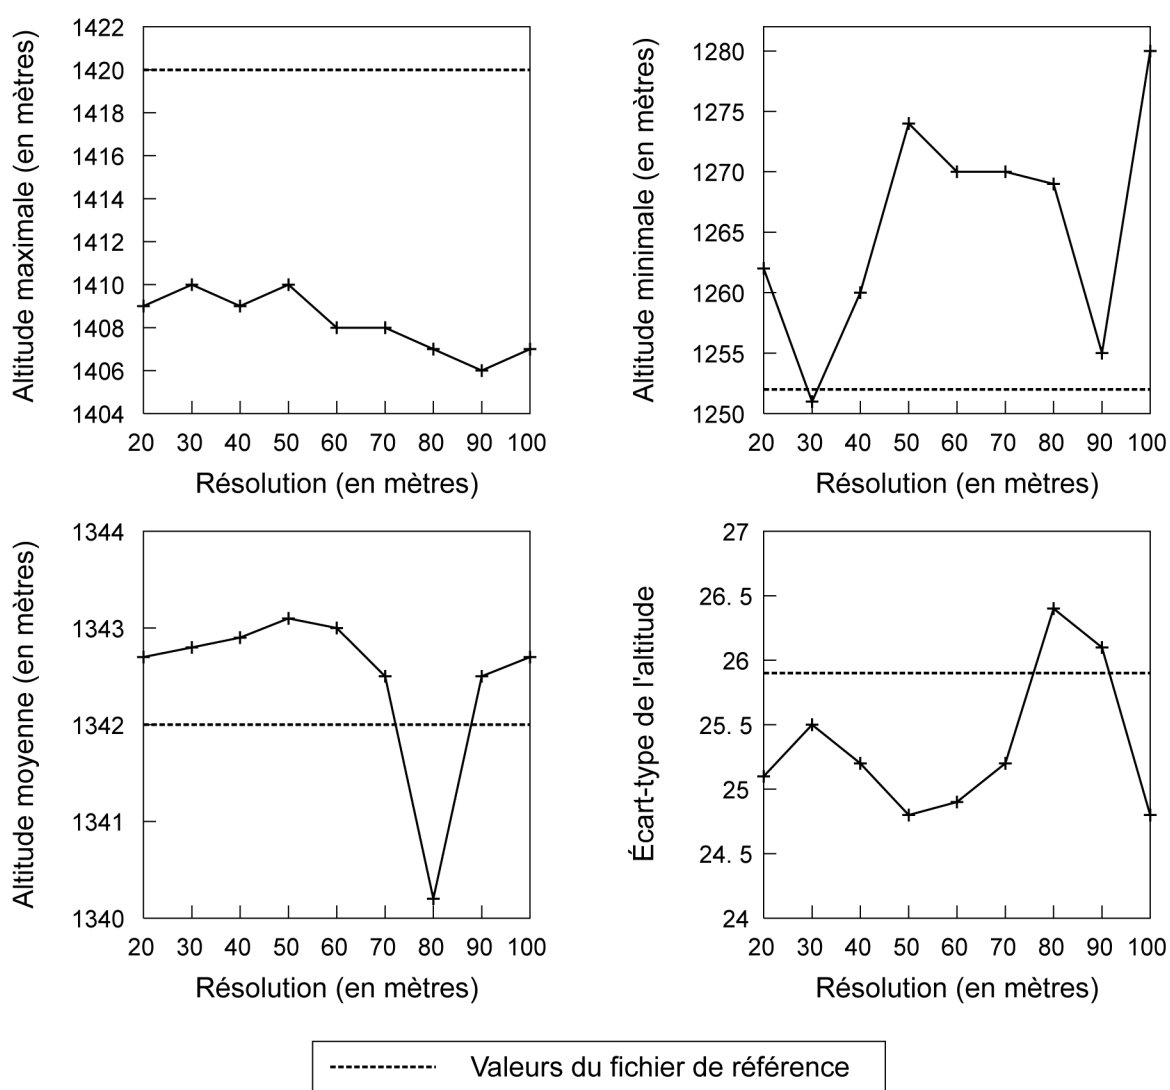 Altitude maximale (en mètres)
1422
1420
1418
1416
1414
1412
1410
1408
1406
1404
20 30 40 50 60 70 80 90 100
Résolution (en mètres)
Altitude minimale (en mètres)
1280
1275
1270
1265
1260
1255
1250
20 30 40 50 60 70 80 90 100
Résolution (en mètres)
Altitude moyenne (en mètres)
1344
1343
1342
1341
1340
20 30 40 50 60 70 80 90 100
Résolution (en mètres)
Écart-type de l'altitude
27
26. 5
26
25. 5
25
24. 5
24
20 30 40 50 60 70 80 90 100
Résolution (en mètres)
Valeurs du fichier de référence